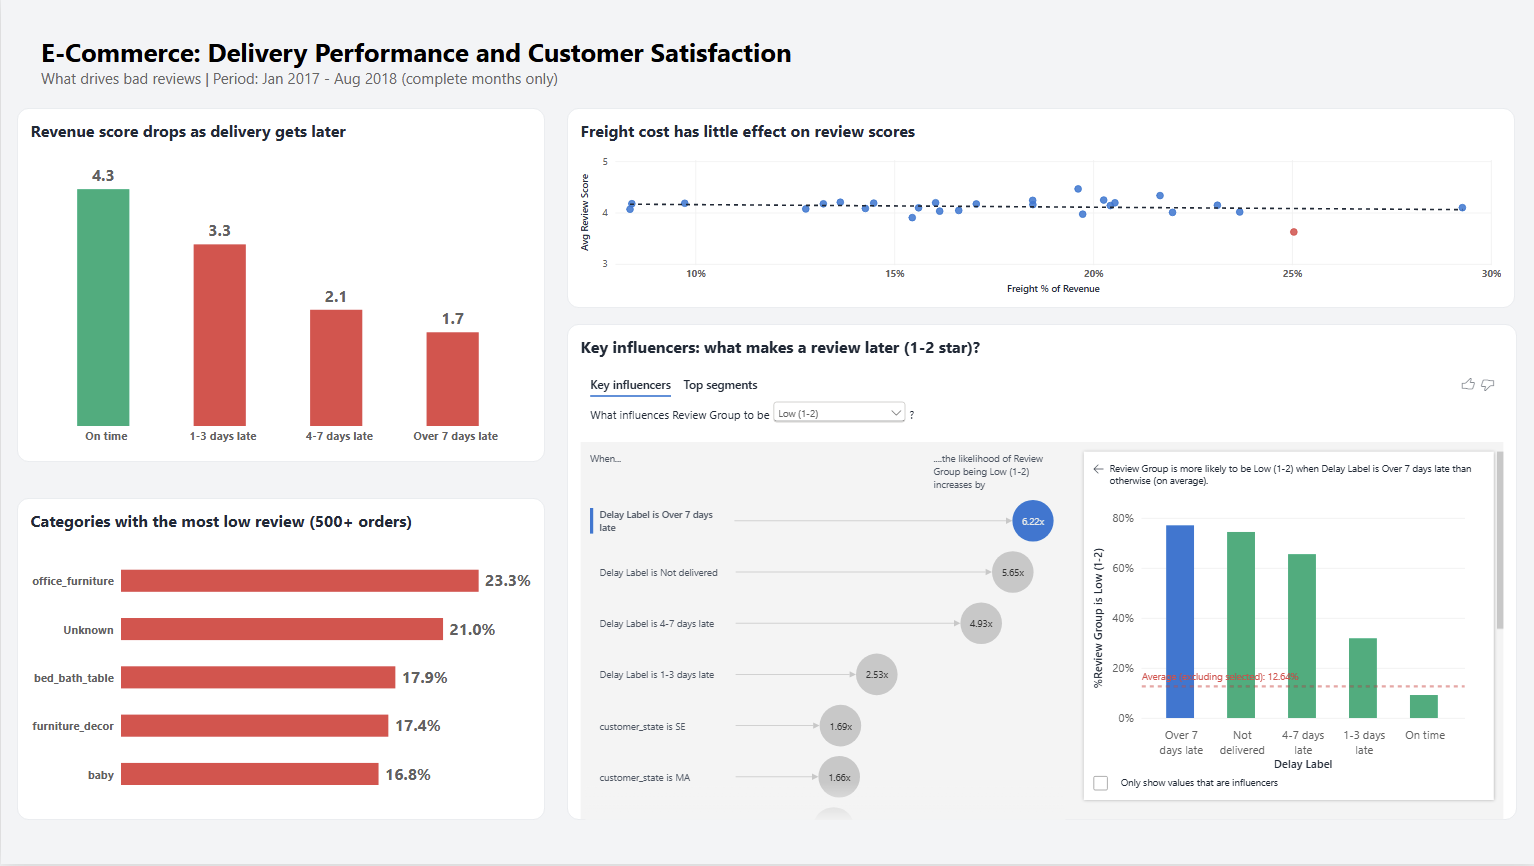 E-Commerce: Delivery Performance and Customer Satisfaction
What drives bad reviews | Period: Jan 2017 - Aug 2018 (complete months only)
Revenue score drops as delivery gets later
4.3
3.3
2.1
1.7
On time
1-3 days late
4-7 days late
Over 7 days late
Freight cost has little effect on review scores
Avg Review Score
5
4
3
10%
15%
20%
25%
30%
Freight % of Revenue
Categories with the most low review (500+ orders)
office_furniture
23.3%
Unknown
21.0%
bed_bath_table
17.9%
furniture_decor
17.4%
baby
16.8%
Key influencers: what makes a review later (1-2 star)?
Key influencers
Top segments
What influences Review Group to be
Low (1-2)
?
When...
....the likelihood of Review
Group being Low (1-2)
increases by
Delay Label is Over 7 days
late
6.22x
Delay Label is Not delivered
5.65x
Delay Label is 4-7 days late
4.93x
Delay Label is 1-3 days late
2.53x
customer_state is SE
1.69x
customer_state is MA
1.66x
Review Group is more likely to be Low (1-2) when Delay Label is Over 7 days late than
otherwise (on average).
%Review Group is Low (1-2)
80%
60%
40%
20%
0%
Average (excluding selected): 12.64%
Over 7
days late
Not
delivered
4-7 days
late
1-3 days
late
On time
Delay Label
Only show values that are influencers